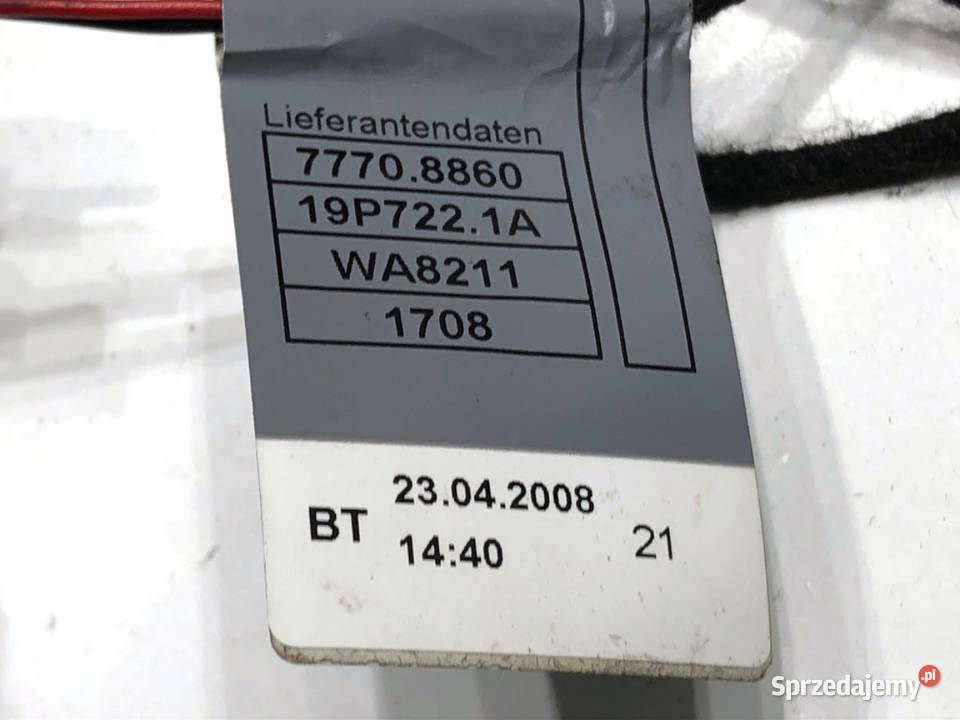 Lieferantendaten
7770.8860
19P722.1A
WA8211
1708
BT 23.04.2008
14:40 21
Sprzedajemy.pl